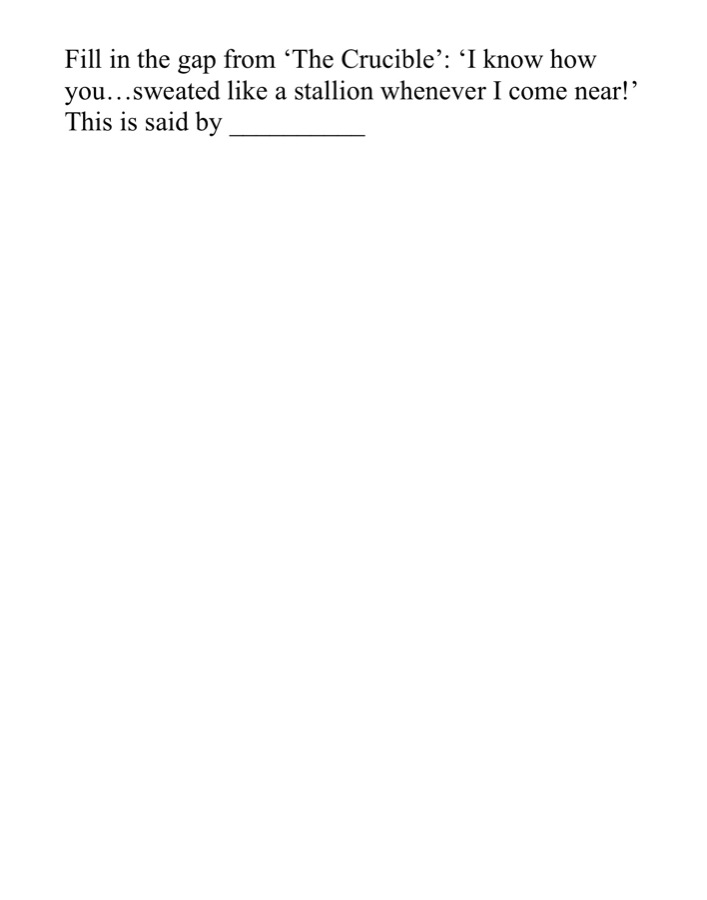 Fill in the gap from ‘The Crucible’: ‘I know how
you…sweated like a stallion whenever I come near!’
This is said by __________